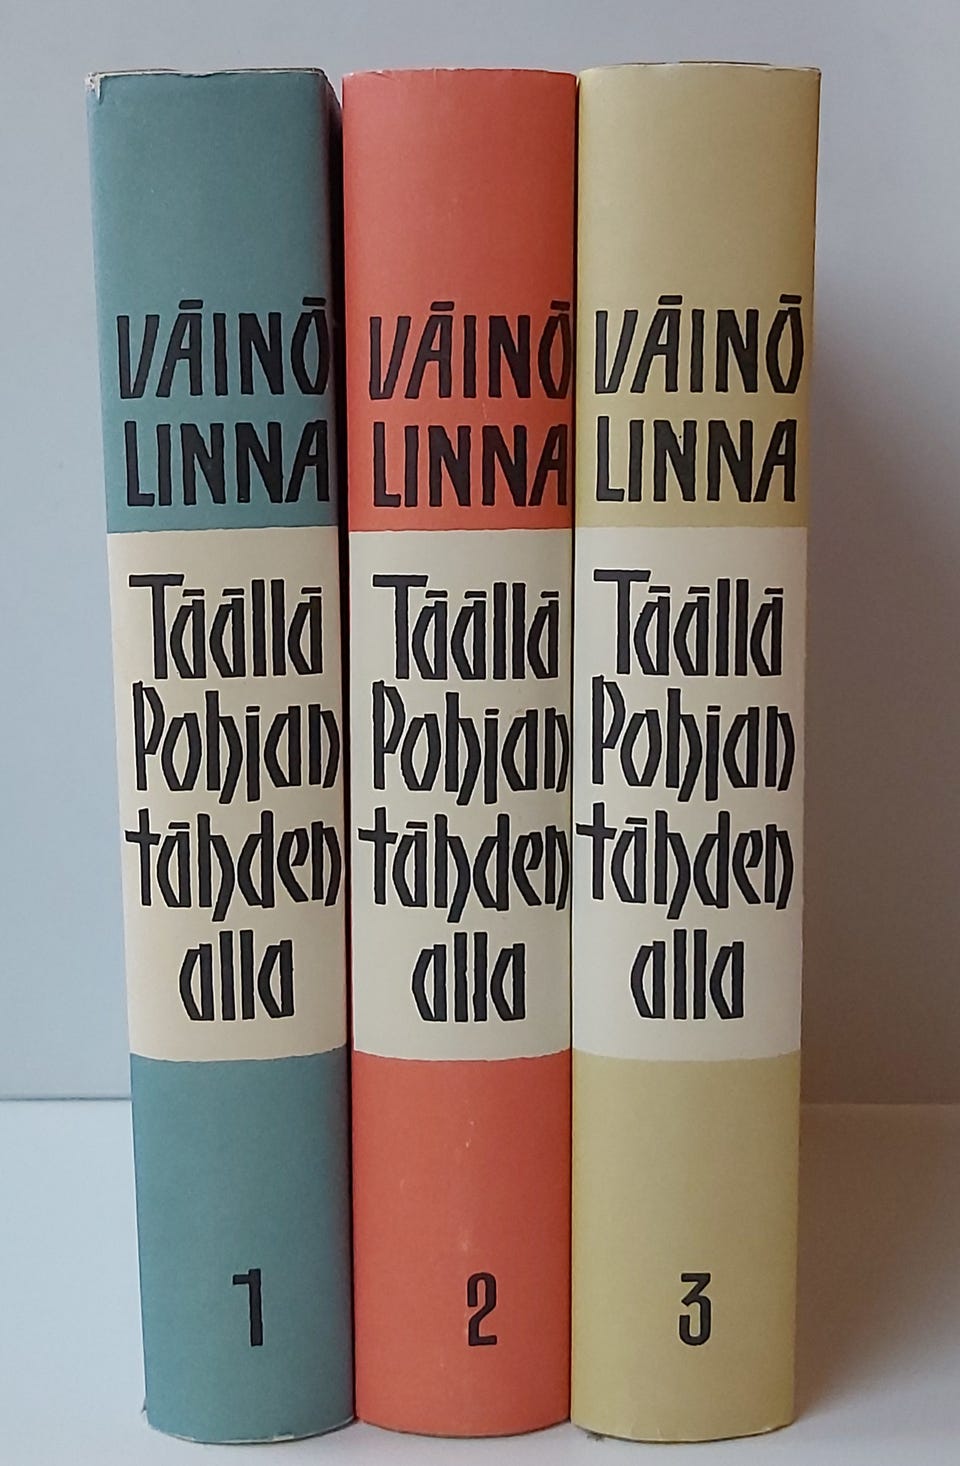 VÄINÖ
LINNA
Täällä
Pohjan
tähden
alla
1
VÄINÖ
LINNA
Täällä
Pohjan
tähden
alla
2
VÄINÖ
LINNA
Täällä
Pohjan
tähden
alla
3